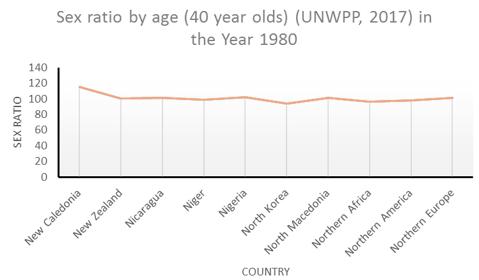 Sex ratio by age (40 year olds) (UNWPP, 2017) in
the Year 1980
140
120
100
80
60
40
20
0
SEX RATIO
New Caledonia
New Zealand
Nicaragua
Niger
Nigeria
North Korea
North Macedonia
Northern Africa
Northern America
Northern Europe
COUNTRY